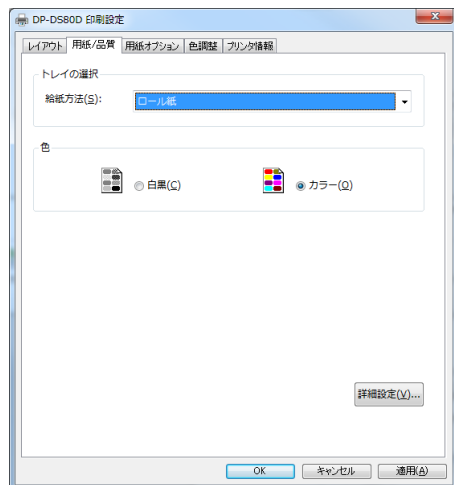 DP-DS80D 印刷設定
レイアウト 用紙/品質 用紙オプション 色調整 プリンタ情報
トレイの選択
給紙方法(S): ロール紙
色
白黒(C) カラー(O)
詳細設定(V)...
OK キャンセル 適用(A)